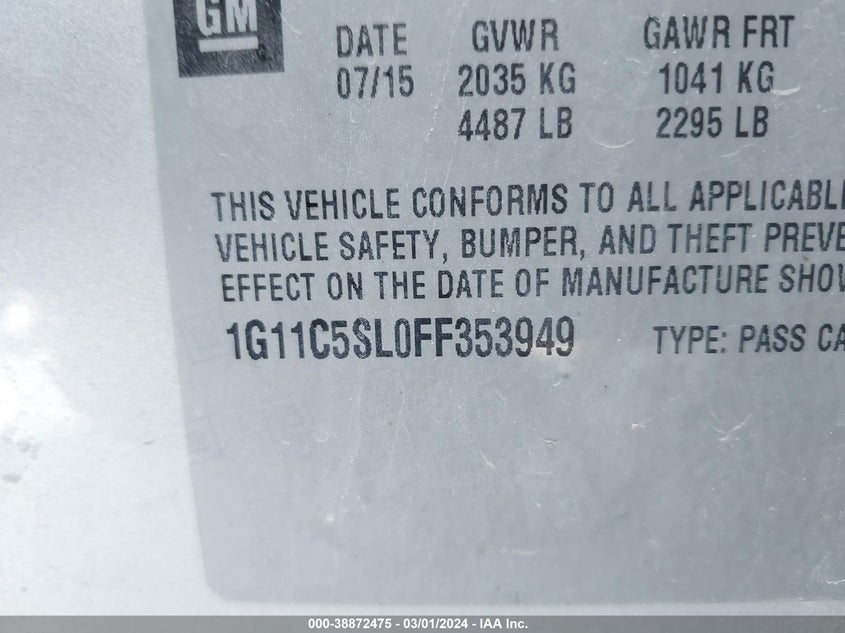 GM
DATE GVWR GAWR FRT
07/15 2035 KG 1041 KG
4487 LB 2295 LB
THIS VEHICLE CONFORMS TO ALL APPLICABL
VEHICLE SAFETY, BUMPER, AND THEFT PREVE
EFFECT ON THE DATE OF MANUFACTURE SHOW
1G11C5SL0FF353949 TYPE: PASS CA
000-38872475 - 03/01/2024 - IAA Inc.